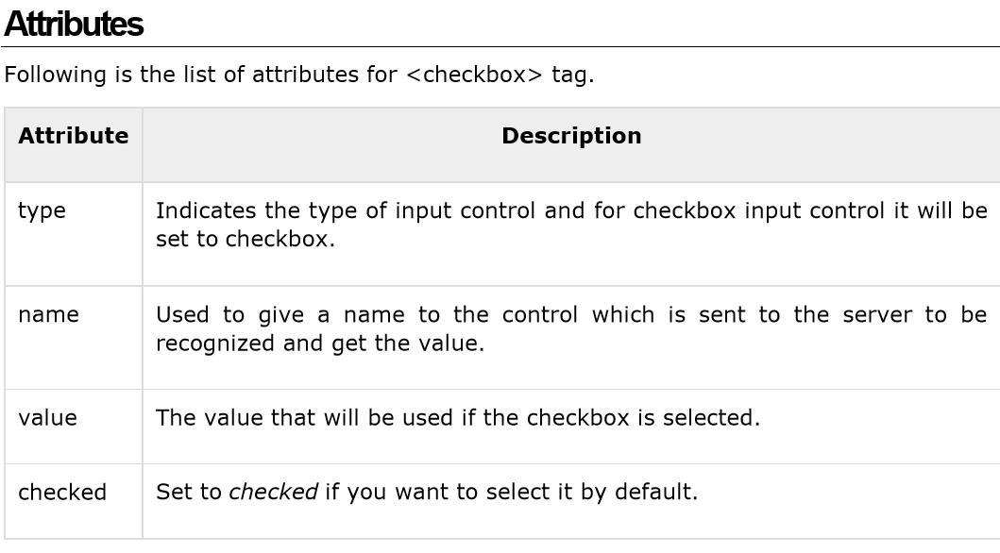 Attributes
Following is the list of attributes for <checkbox> tag.
Attribute Description
type Indicates the type of input control and for checkbox input control it will be
set to checkbox.
name Used to give a name to the control which is sent to the server to be
recognized and get the value.
value The value that will be used if the checkbox is selected.
checked Set to checked if you want to select it by default.